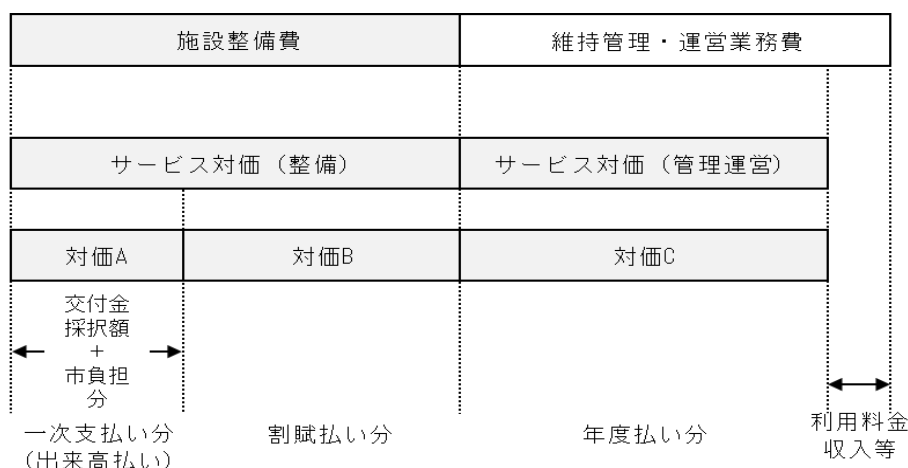 施設整備費
維持管理・運営業務費
サービス対価（整備）
サービス対価（管理運営）
対価A
対価B
対価C
交付金
採択額
＋
市負担
分
一次支払い分
（出来高払い）
割賦払い分
年度払い分
利用料金
収入等